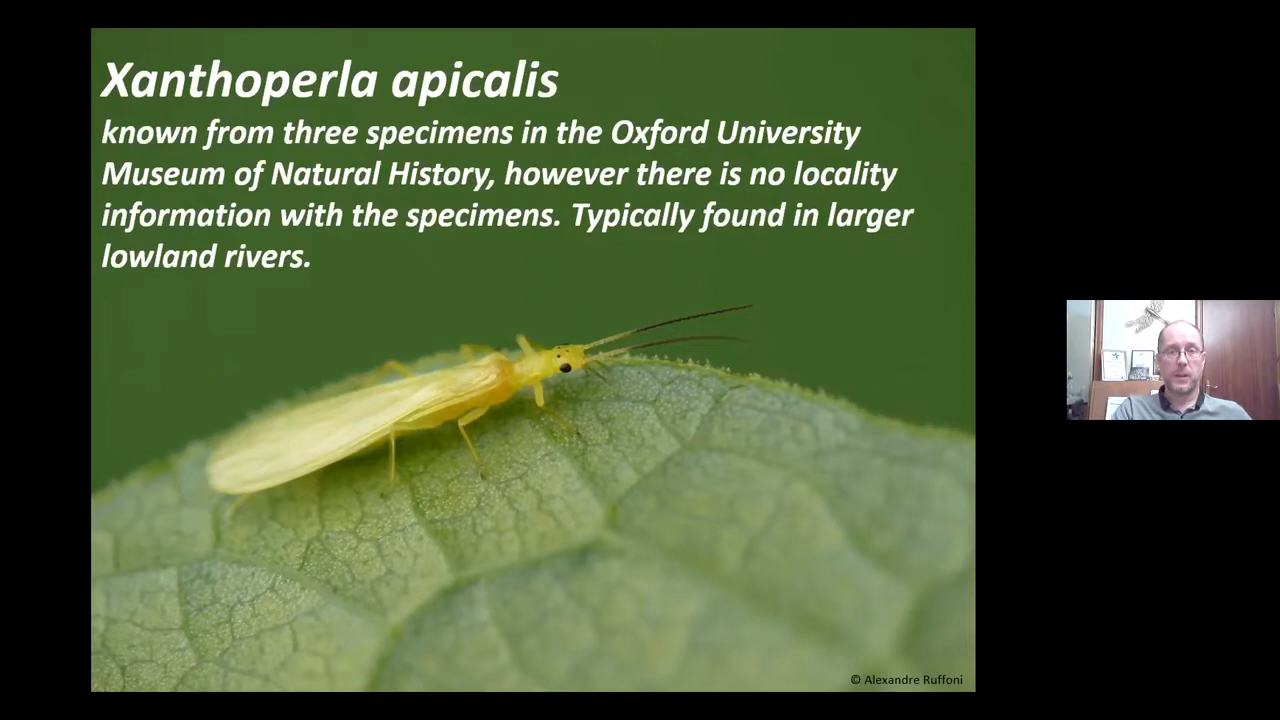 Xanthoperla apicalis
known from three specimens in the Oxford University
Museum of Natural History, however there is no locality
information with the specimens. Typically found in larger
lowland rivers.
© Alexandre Ruffoni